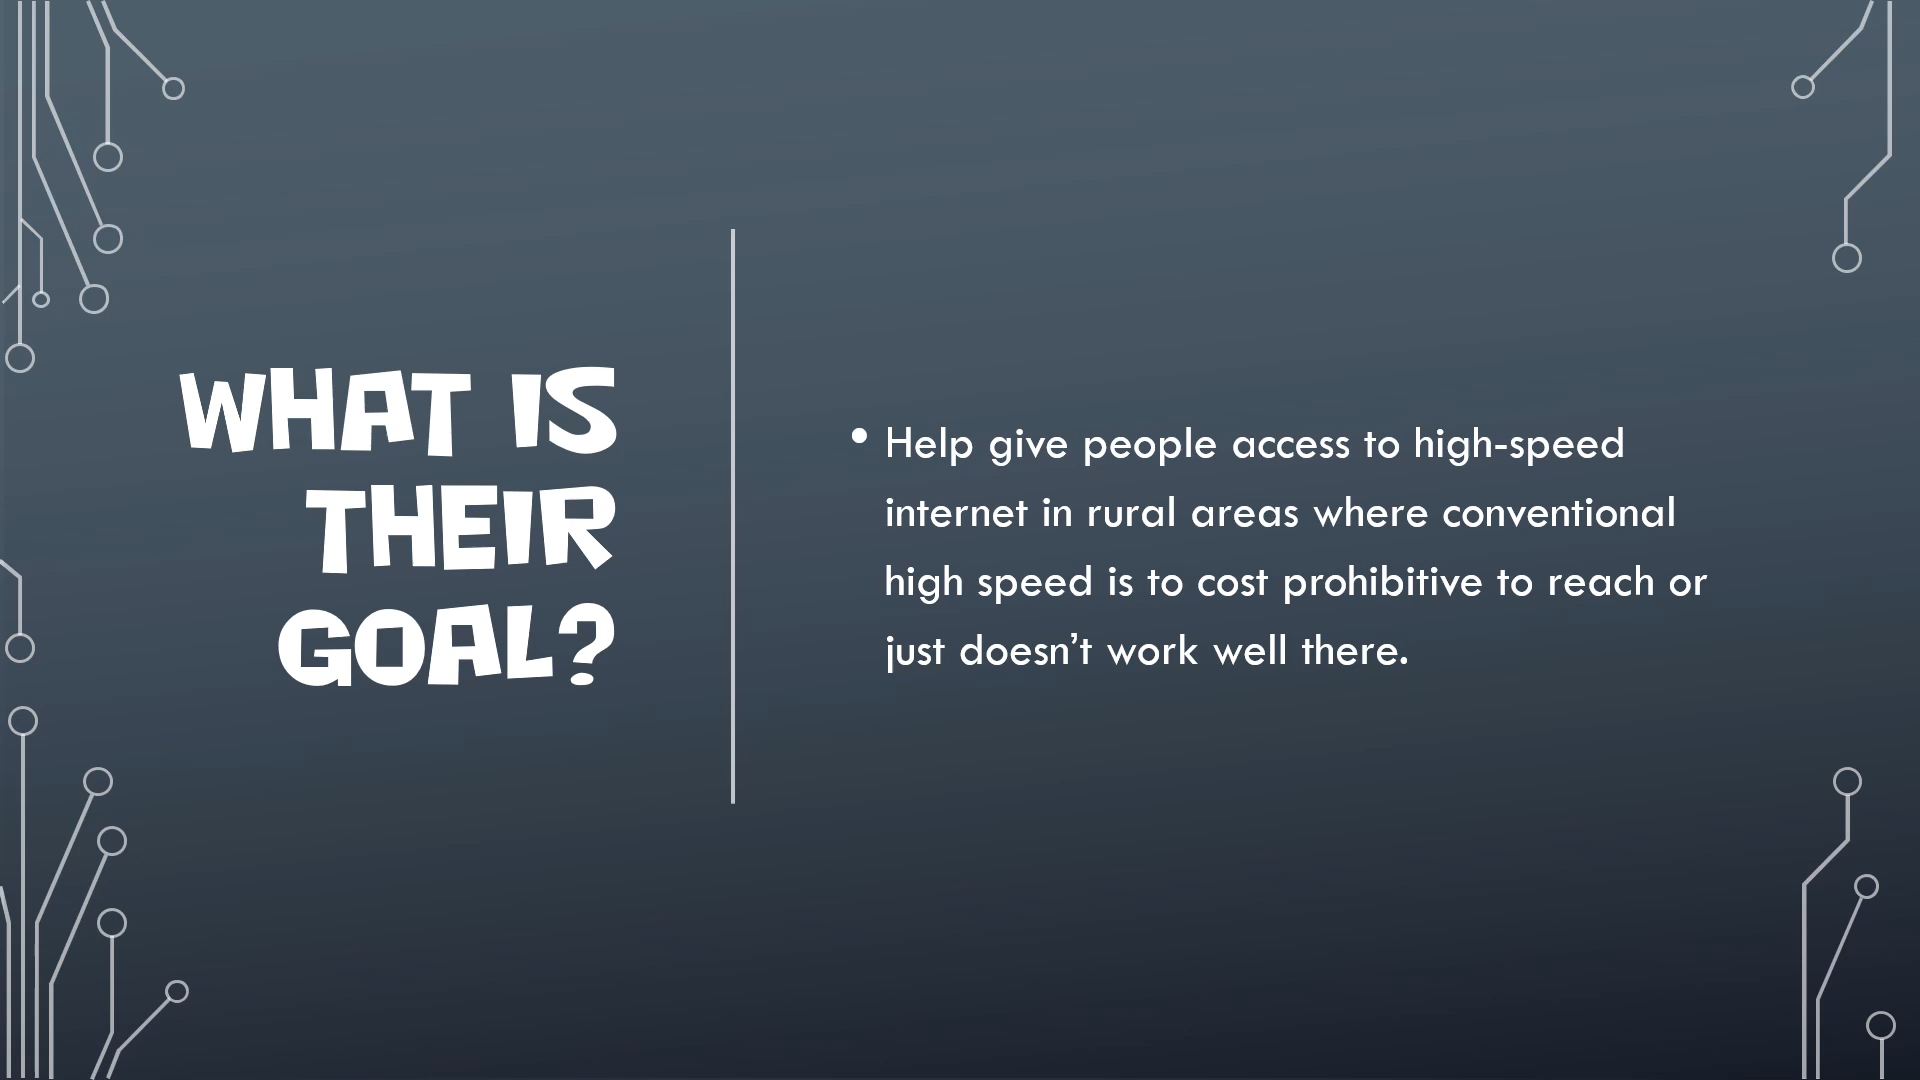 WHAT IS
THEIR
GOAL?
• Help give people access to high-speed
internet in rural areas where conventional
high speed is to cost prohibitive to reach or
just doesn’t work well there.